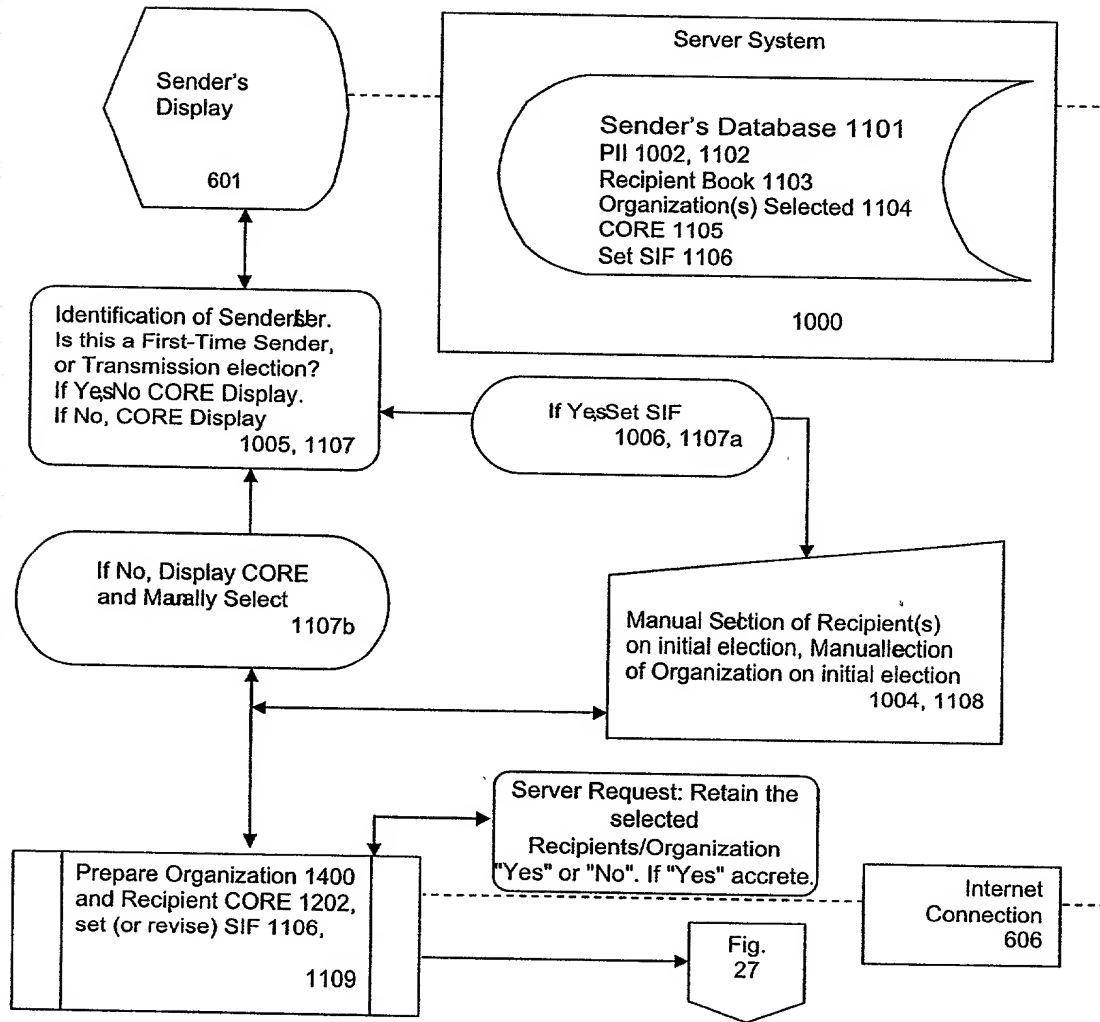 Sender's
Display
601
Server System
Sender's Database 1101
PII 1002, 1102
Recipient Book 1103
Organization(s) Selected 1104
CORE 1105
Set SIF 1106
1000
Identification of Sender/User.
Is this a First-Time Sender,
or Transmission election?
If Yes, No CORE Display.
If No, CORE Display
1005, 1107
If Yes, Set SIF
1006, 1107a
If No, Display CORE
and Manually Select
1107b
Manual Selection of Recipient(s)
on initial election, Manual election
of Organization on initial election
1004, 1108
Server Request: Retain the
selected
Recipients/Organization
"Yes" or "No". If "Yes" accrete.
Prepare Organization 1400
and Recipient CORE 1202,
set (or revise) SIF 1106,
1109
Internet
Connection
606
Fig.
27